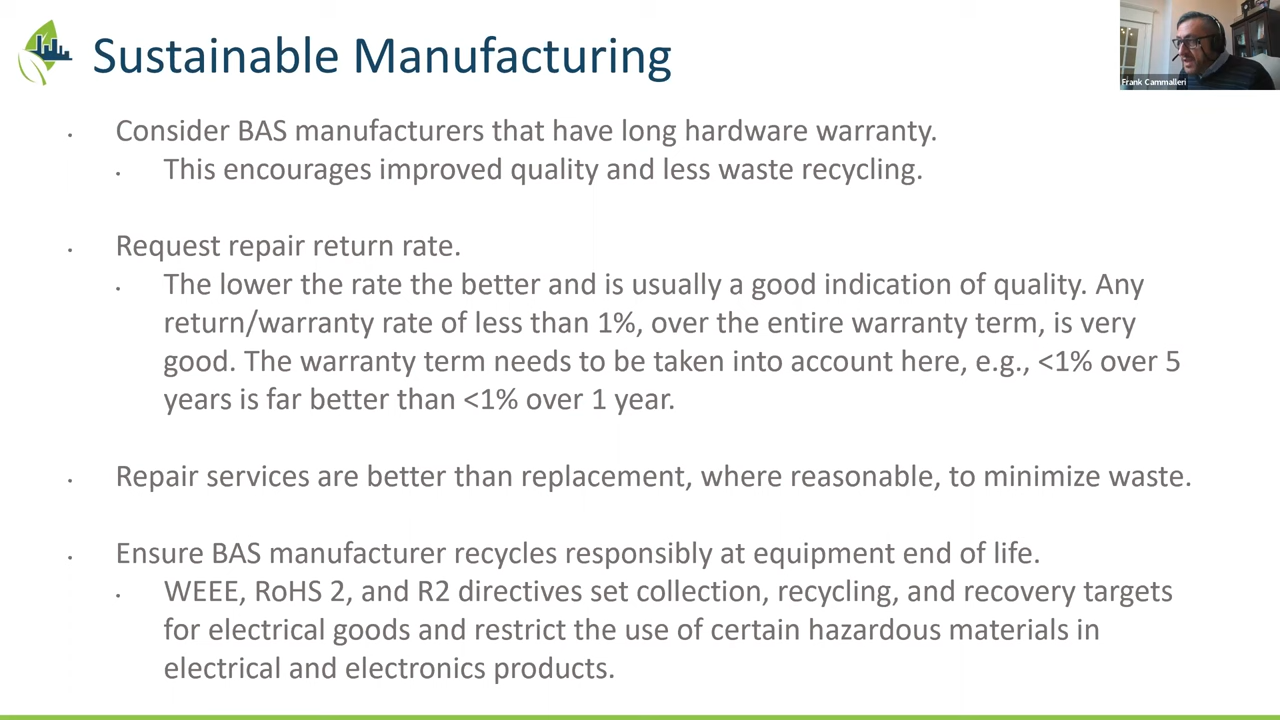 Sustainable Manufacturing
Frank Cammalleri
• Consider BAS manufacturers that have long hardware warranty.
• This encourages improved quality and less waste recycling.
• Request repair return rate.
• The lower the rate the better and is usually a good indication of quality. Any
return/warranty rate of less than 1%, over the entire warranty term, is very
good. The warranty term needs to be taken into account here, e.g., <1% over 5
years is far better than <1% over 1 year.
• Repair services are better than replacement, where reasonable, to minimize waste.
• Ensure BAS manufacturer recycles responsibly at equipment end of life.
• WEEE, RoHS 2, and R2 directives set collection, recycling, and recovery targets
for electrical goods and restrict the use of certain hazardous materials in
electrical and electronics products.